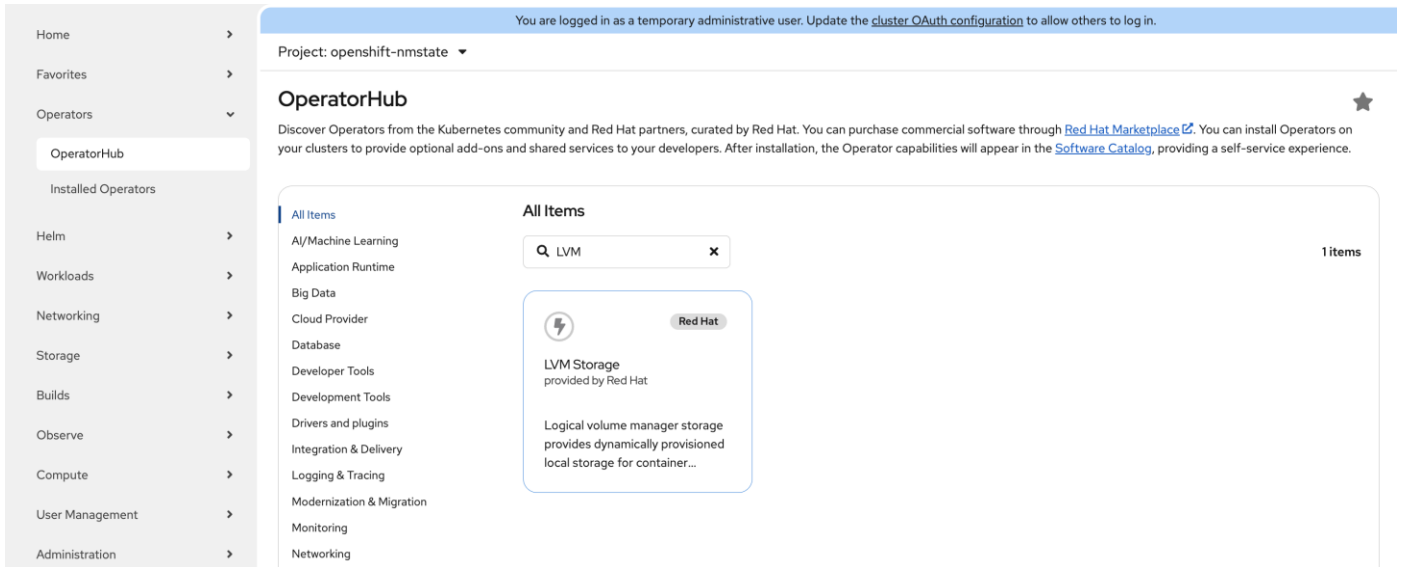 Home
Favorites
Operators
OperatorHub
Installed Operators
Helm
Workloads
Networking
Storage
Builds
Observe
Compute
User Management
Administration
You are logged in as a temporary administrative user. Update the cluster OAuth configuration to allow others to log in.
Project: openshift-nmstate
OperatorHub
Discover Operators from the Kubernetes community and Red Hat partners, curated by Red Hat. You can purchase commercial software through Red Hat Marketplace. You can install Operators on
your clusters to provide optional add-ons and shared services to your developers. After installation, the Operator capabilities will appear in the Software Catalog, providing a self-service experience.
All Items
AI/Machine Learning
Application Runtime
Big Data
Cloud Provider
Database
Developer Tools
Development Tools
Drivers and plugins
Integration & Delivery
Logging & Tracing
Modernization & Migration
Monitoring
Networking
All Items
LVM
1 items
Red Hat
LVM Storage
provided by Red Hat
Logical volume manager storage
provides dynamically provisioned
local storage for container...